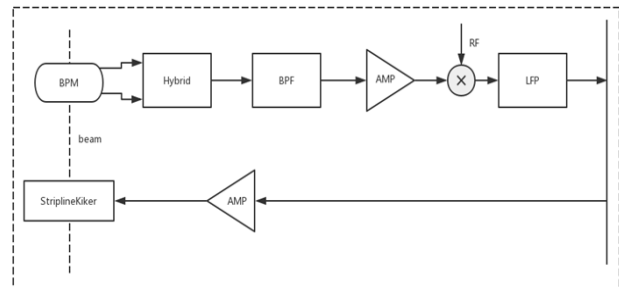 RF
BPM
Hybrid
BPF
AMP
LFP
beam
StriplineKiker
AMP